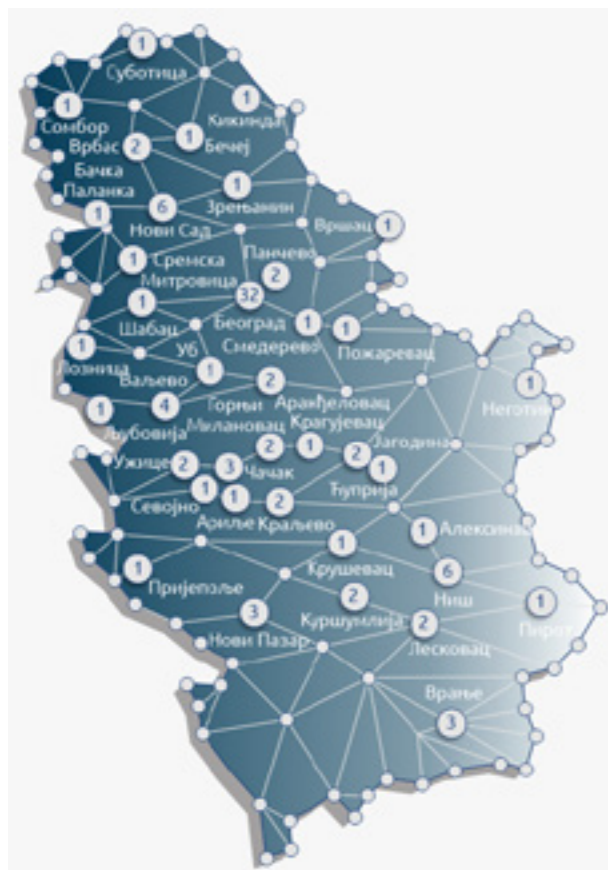 1
Суботица
1
Сомбор
1
Кикинда
Врбас
2
1
Бечеј
Бачка
Паланка
1
6
Нови Сад
1
Зрењанин
Вршац
1
1
Сремска
Митровица
Панчево
2
32
Београд
1
Шабац
1
Смедерево
1
Пожаревац
1
Лозница
Уб
1
Ваљево
4
2
Горњи
Милановац
Аранђеловац
1
Неготин
1
Љубовија
2
Крагујевац
1
Јагодина
2
1
Ћуприја
Ужице
2
3
Чачак
1
Севојно
1
Ариље
2
Краљево
1
Алексинац
1
Крушевац
6
Ниш
1
Пријепоље
2
Куршумлија
1
Пирот
3
Нови Пазар
2
Лесковац
Врање
3